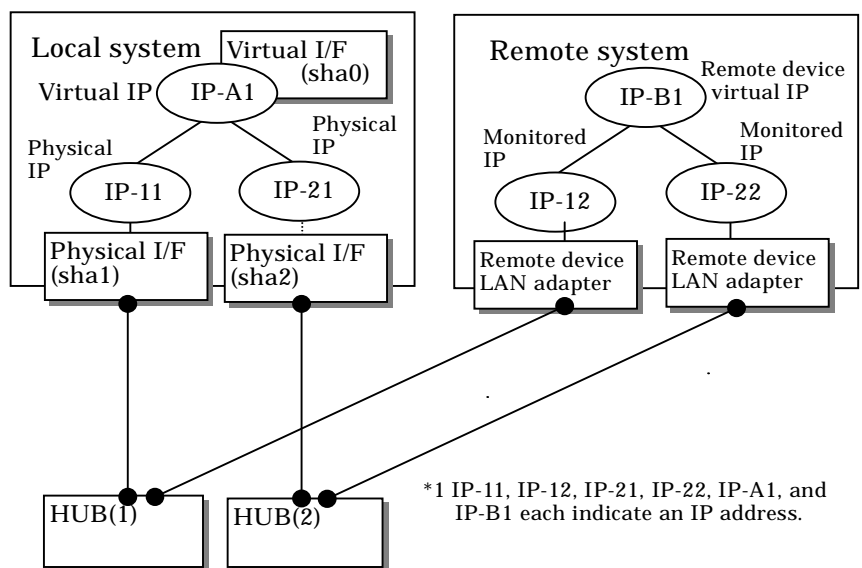 Local system
Virtual I/F
(sha0)
Virtual IP
IP-A1
Physical
IP
Physical
IP
IP-11
IP-21
Physical I/F
(sha1)
Physical I/F
(sha2)
Remote system
Remote device
virtual IP
IP-B1
Monitored
IP
Monitored
IP
IP-12
IP-22
Remote device
LAN adapter
Remote device
LAN adapter
HUB(1)
HUB(2)
*1 IP-11, IP-12, IP-21, IP-22, IP-A1, and
IP-B1 each indicate an IP address.